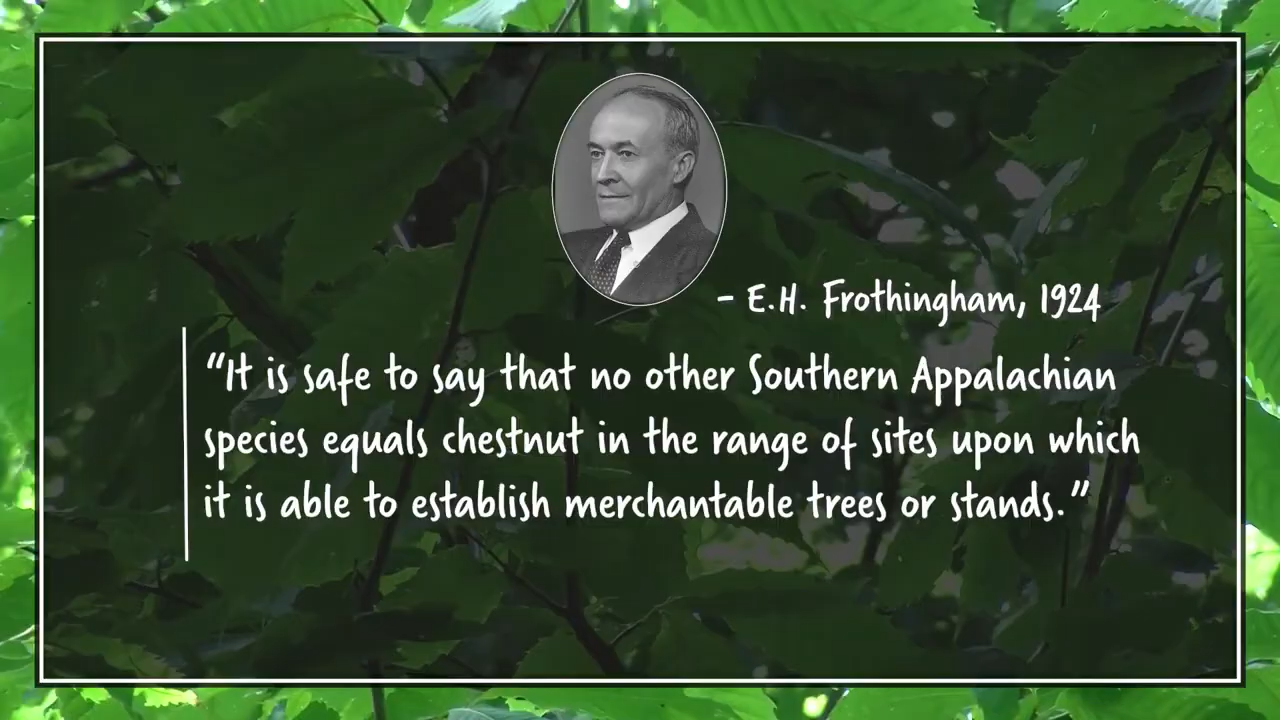 - E.H. Frothingham, 1924
“It is safe to say that no other Southern Appalachian
species equals chestnut in the range of sites upon which
it is able to establish merchantable trees or stands.”